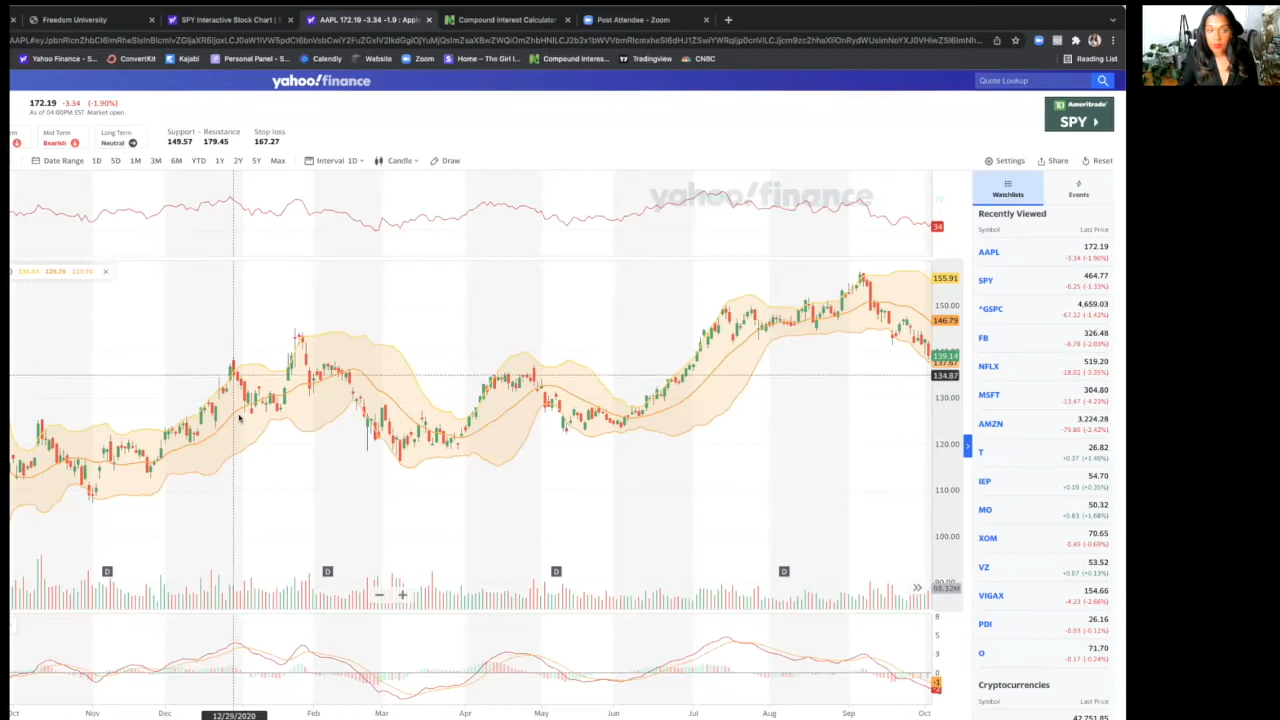 Freedom University
SPY Interactive Stock Chart |
AAPL 172.19 -3.34 -1.9 : Appl
Compound Interest Calculator
Post Attendee - Zoom
Yahoo Finance - S...
ConvertKit
Kajabi
Personal Panel - S...
Calendly
Website
Zoom
Home – The Girl I...
Compound Interes...
Tradingview
CNBC
Reading List
yahoo!finance
Quote Lookup
172.19 -3.34 (-1.90%)
As of 04:00PM EST. Market open
Ameritrade
SPY
Mid Term
Bearish
Long Term
Neutral
Support - Resistance
149.57 179.45
Stop loss
167.27
Date Range 1D 5D 1M 3M 6M YTD 1Y 2Y 5Y Max
Interval 1D
Candle
Draw
Settings
Share
Reset
yahoo!finance
34
155.91
150.00
146.79
139.14
134.87
130.00
120.00
110.00
100.00
98.32M
D D D D
8
5
3
0
Nov Dec 12/29/2020 Feb Mar Apr May Jun Jul Aug Sep Oct
Watchlists
Events
Recently Viewed
Symbol Last Price
AAPL 172.19
-3.34 (-1.90%)
SPY 464.77
-6.25 (-1.33%)
^GSPC 4,659.03
-67.32 (-1.42%)
FB 326.48
-6.78 (-2.03%)
NFLX 519.20
-18.02 (-3.35%)
MSFT 304.80
-13.47 (-4.23%)
AMZN 3,224.28
-79.86 (-2.42%)
T 26.82
+0.37 (+1.40%)
IEP 54.70
+0.19 (+0.35%)
MO 50.32
+0.83 (+1.68%)
XOM 70.65
-0.49 (-0.69%)
VZ 53.52
+0.07 (+0.13%)
VIGAX 154.66
-4.23 (-2.66%)
PDI 26.16
-0.03 (-0.11%)
O 71.70
-0.17 (-0.24%)
Cryptocurrencies
Symbol Last Price
42,751.85